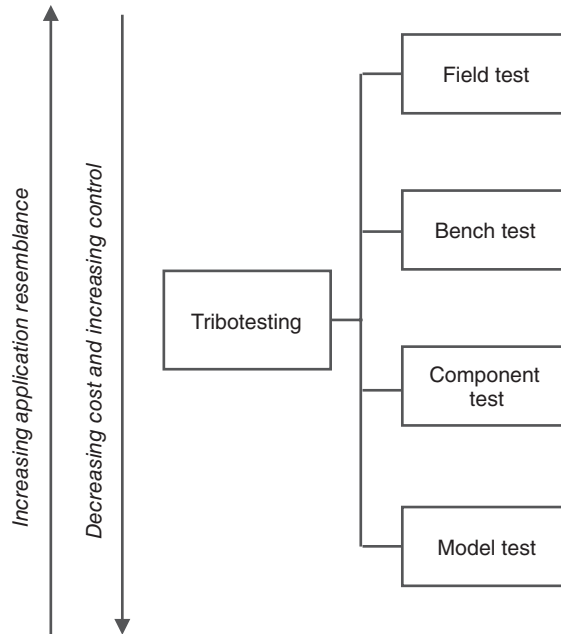 Increasing application resemblance
Decreasing cost and increasing control
Tribotesting
Field test
Bench test
Component
test
Model test